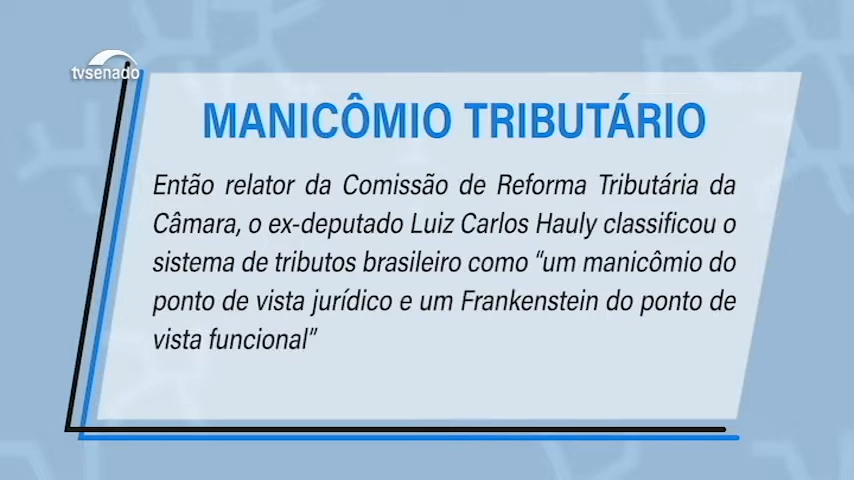 tvsenado
MANICÔMIO TRIBUTÁRIO
Então relator da Comissão de Reforma Tributária da
Câmara, o ex-deputado Luiz Carlos Hauly classificou o
sistema de tributos brasileiro como “um manicômio do
ponto de vista jurídico e um Frankenstein do ponto de
vista funcional”